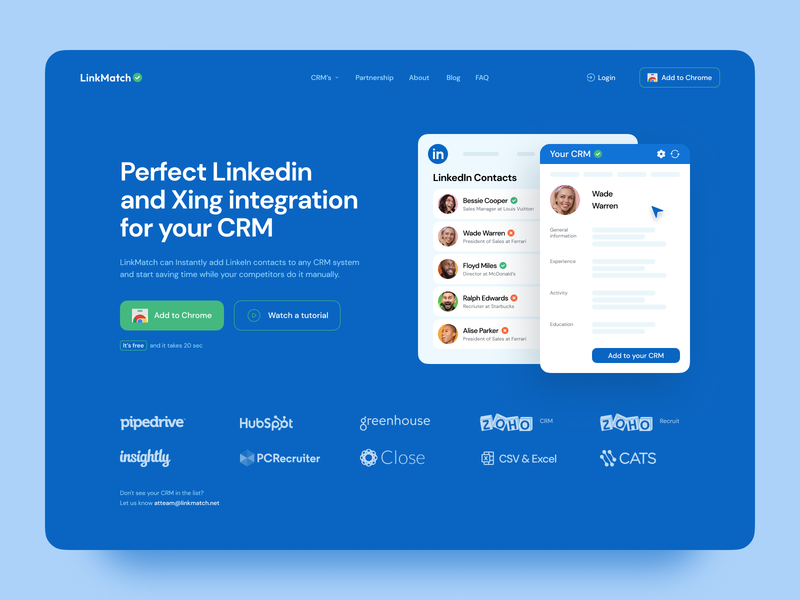 LinkMatch
CRM's
Partnership
About
Blog
FAQ
Login
Add to Chrome
Perfect Linkedin
and Xing integration
for your CRM
LinkMatch can Instantly add LinkeIn contacts to any CRM system
and start saving time while your competitors do it manually.
Add to Chrome
Watch a tutorial
It's free and it takes 20 sec
in
LinkedIn Contacts
Bessie Cooper
Sales Manager at Louis Vuitton
Wade Warren
President of Sales at Ferrari
Floyd Miles
Director at McDonald's
Ralph Edwards
Recruiter at Starbucks
Alise Parker
President of Sales at Ferrari
Your CRM
Wade
Warren
General
information
Experience
Activity
Education
Add to your CRM
pipedrive
HubSpot
greenhouse
ZOHO CRM
ZOHO Recruit
insightly
PCRecruiter
Close
CSV & Excel
CATS
Don't see your CRM in the list?
Let us know atteam@linkmatch.net